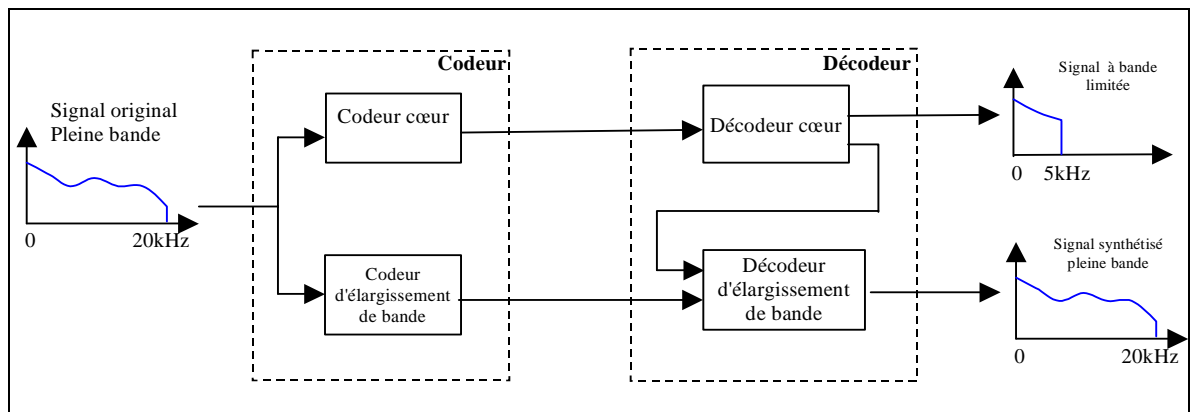 Signal original
Pleine bande
0
20kHz
Codeur
Codeur cœur
Codeur
d'élargissement
de bande
Décodeur
Décodeur cœur
Décodeur
d'élargissement
de bande
Signal à bande
limitée
0
5kHz
Signal synthétisé
pleine bande
0
20kHz